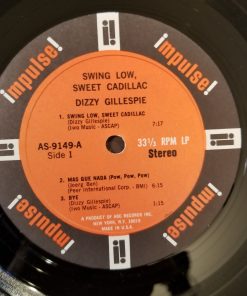 impulse!
SWING LOW,
SWEET CADILLAC
DIZZY GILLESPIE
1. SWING LOW, SWEET CADILLAC
(Dizzy Gillespie)
(Iwo Music - ASCAP) 7:17
AS-9149-A 33⅓ RPM LP
Side 1 Stereo
2. MAS QUE NADA (Pow, Pow, Pow)
(Joerg Ben)
(Peer International Corp. - BMI) 6:15
3. BYE
(Dizzy Gillespie)
(Iwo Music - ASCAP) 1:15
A PRODUCT OF ABC RECORDS INC.
NEW YORK, N.Y. 10019
MADE IN U.S.A.
impulse!
impulse!
impulse!